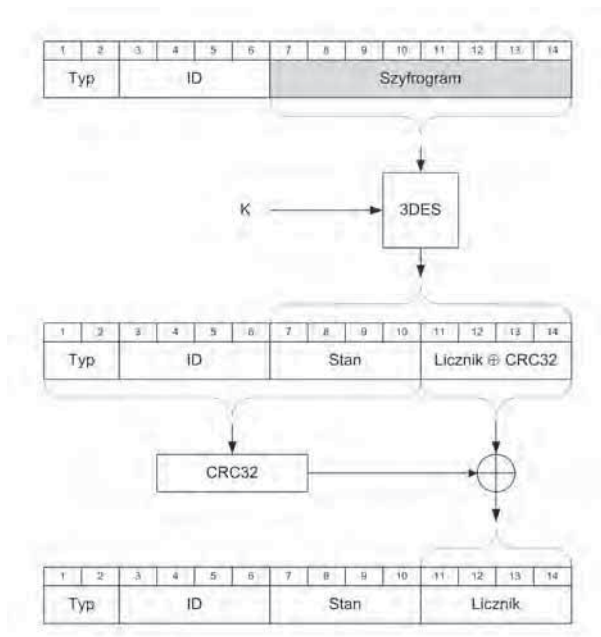 1 2 3 4 5 6 7 8 9 10 11 12 13 14
Typ ID Szyfrogram
K 3DES
1 2 3 4 5 6 7 8 9 10 11 12 13 14
Typ ID Stan Licznik ⊕ CRC32
CRC32
1 2 3 4 5 6 7 8 9 10 11 12 13 14
Typ ID Stan Licznik